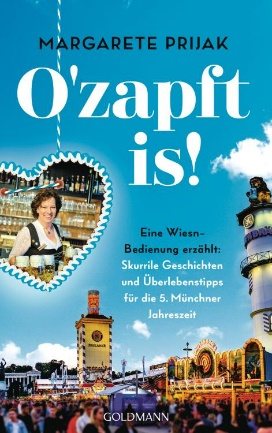 MARGARETE PRIJAK
O'zapft
is!
Eine Wiesn-
Bedienung erzählt:
Skurrile Geschichten
und Überlebenstipps
für die 5. Münchner
Jahreszeit
GOLDMANN